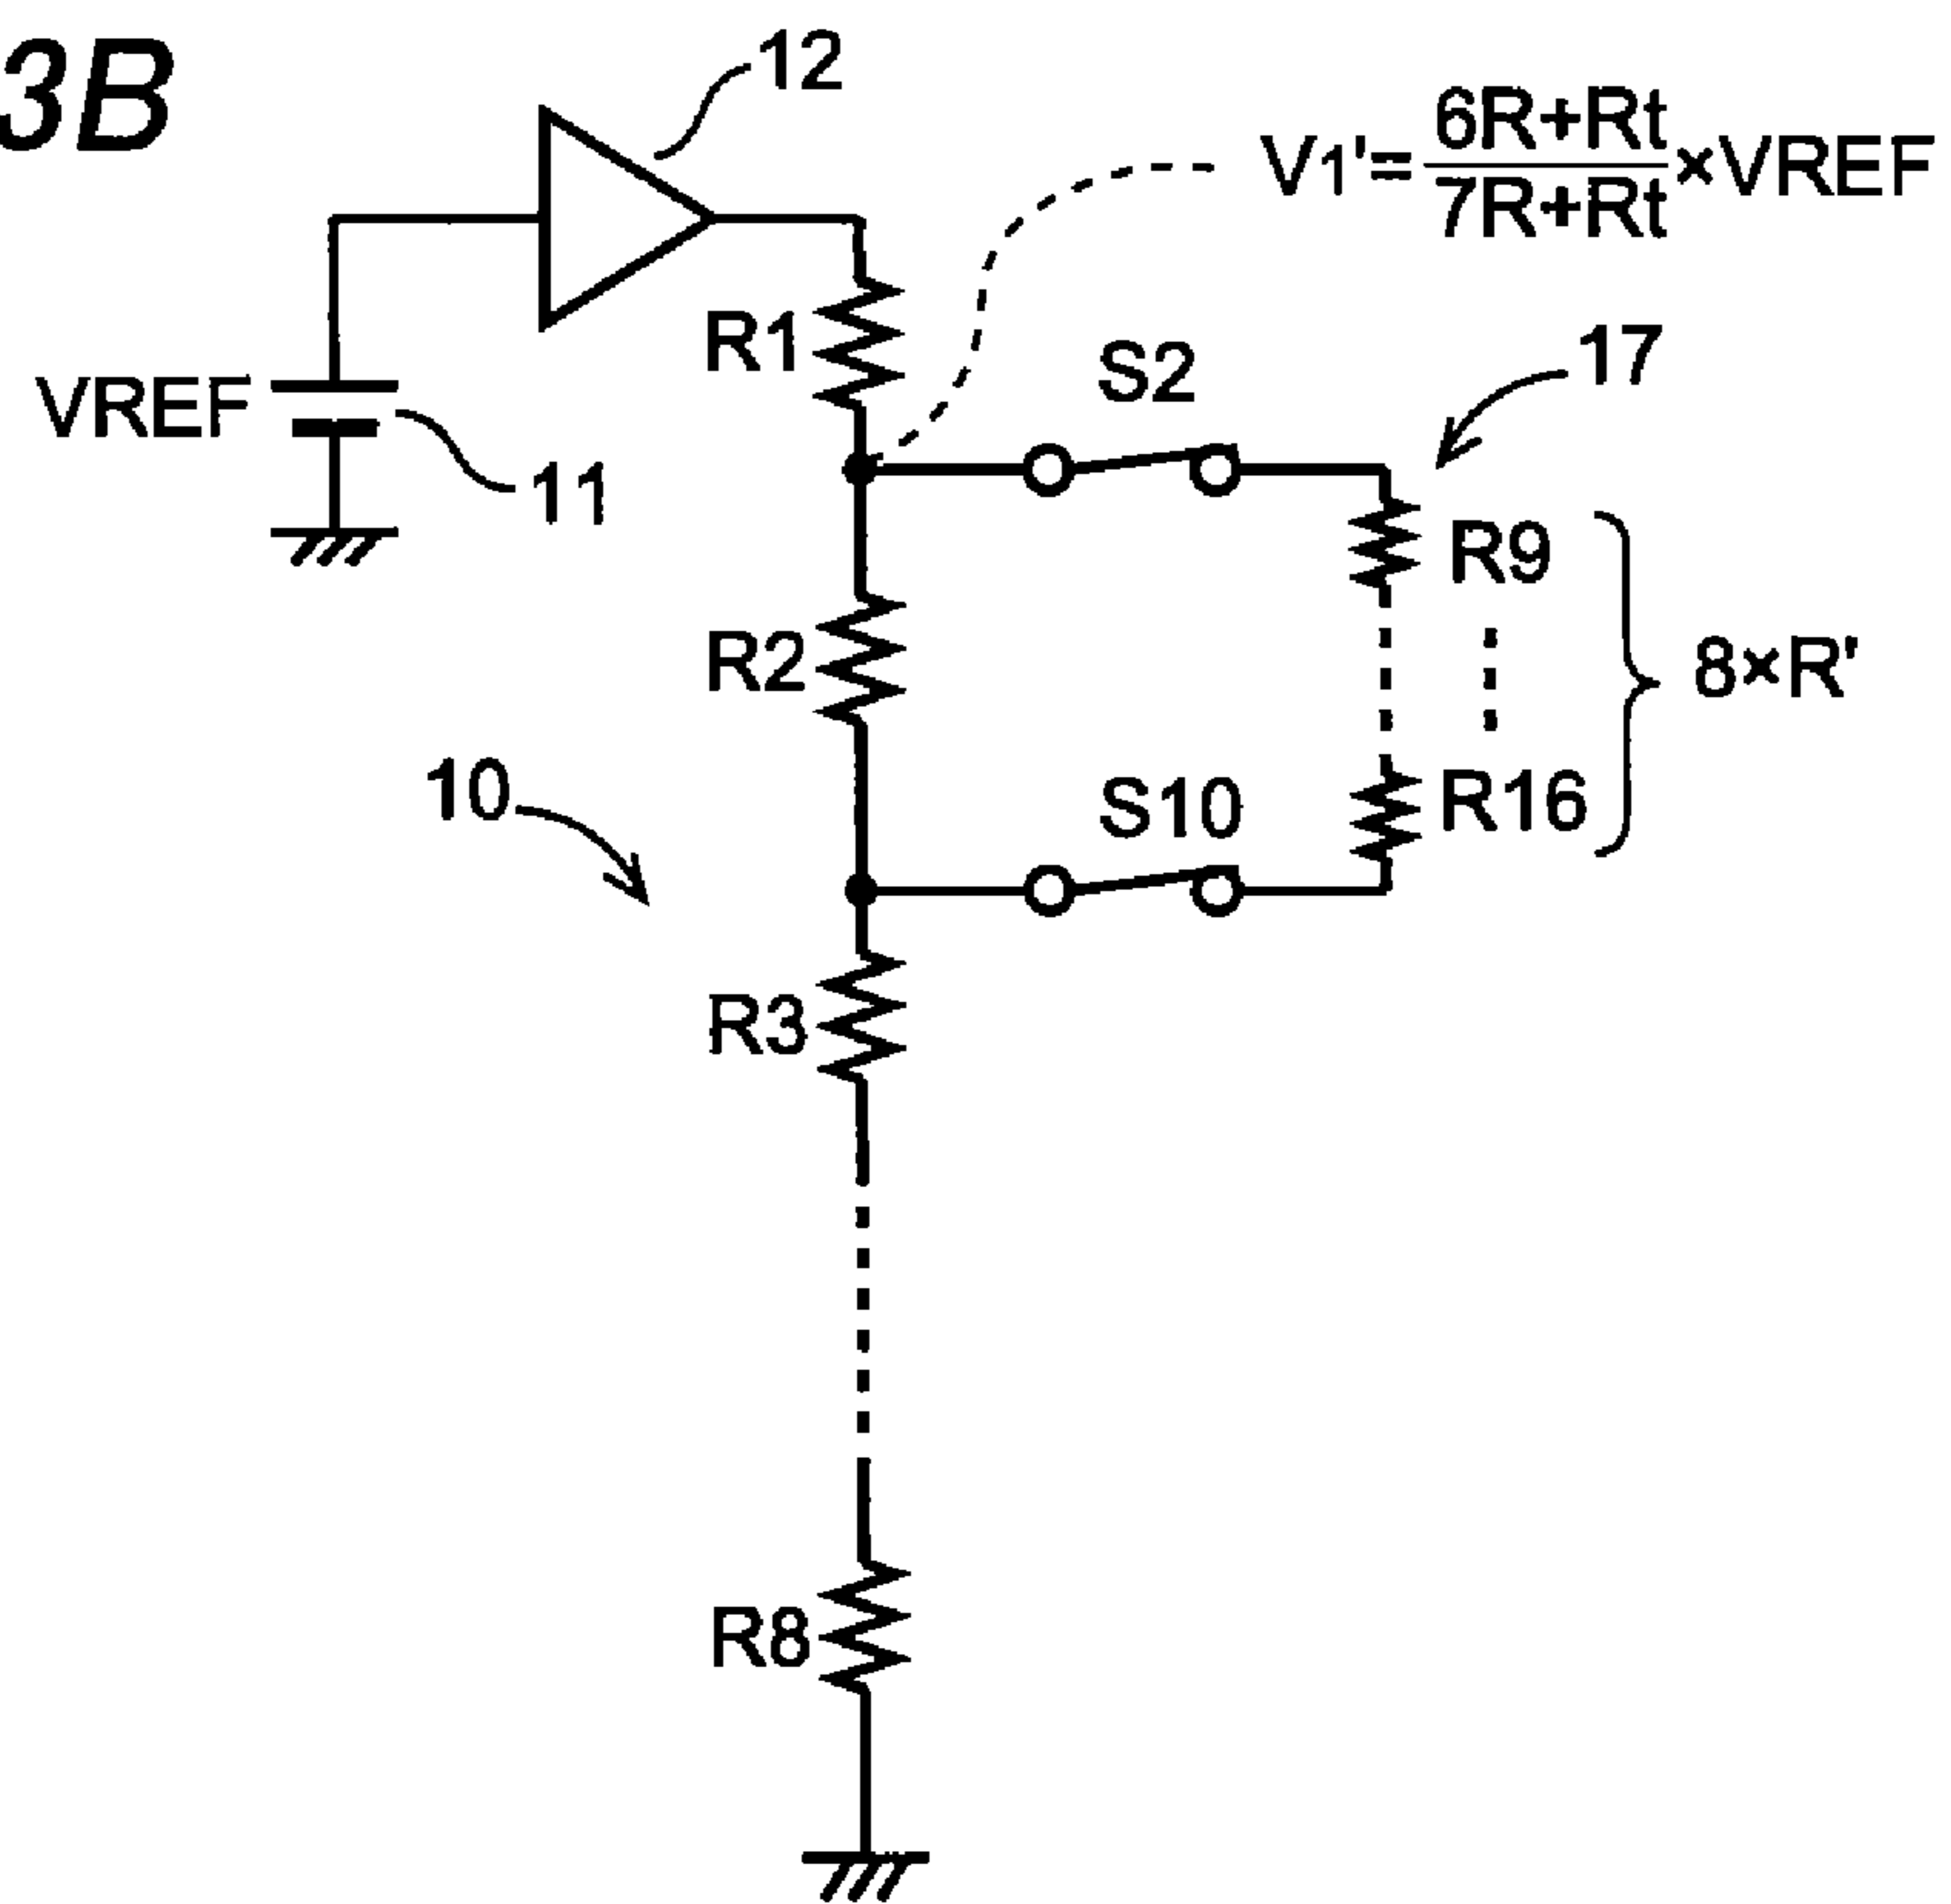 3B
12
V1'=6R+Rt/7R+Rt×VREF
R1
S2
17
VREF
11
R9
R2
8×R'
10
S10
R16
R3
R8